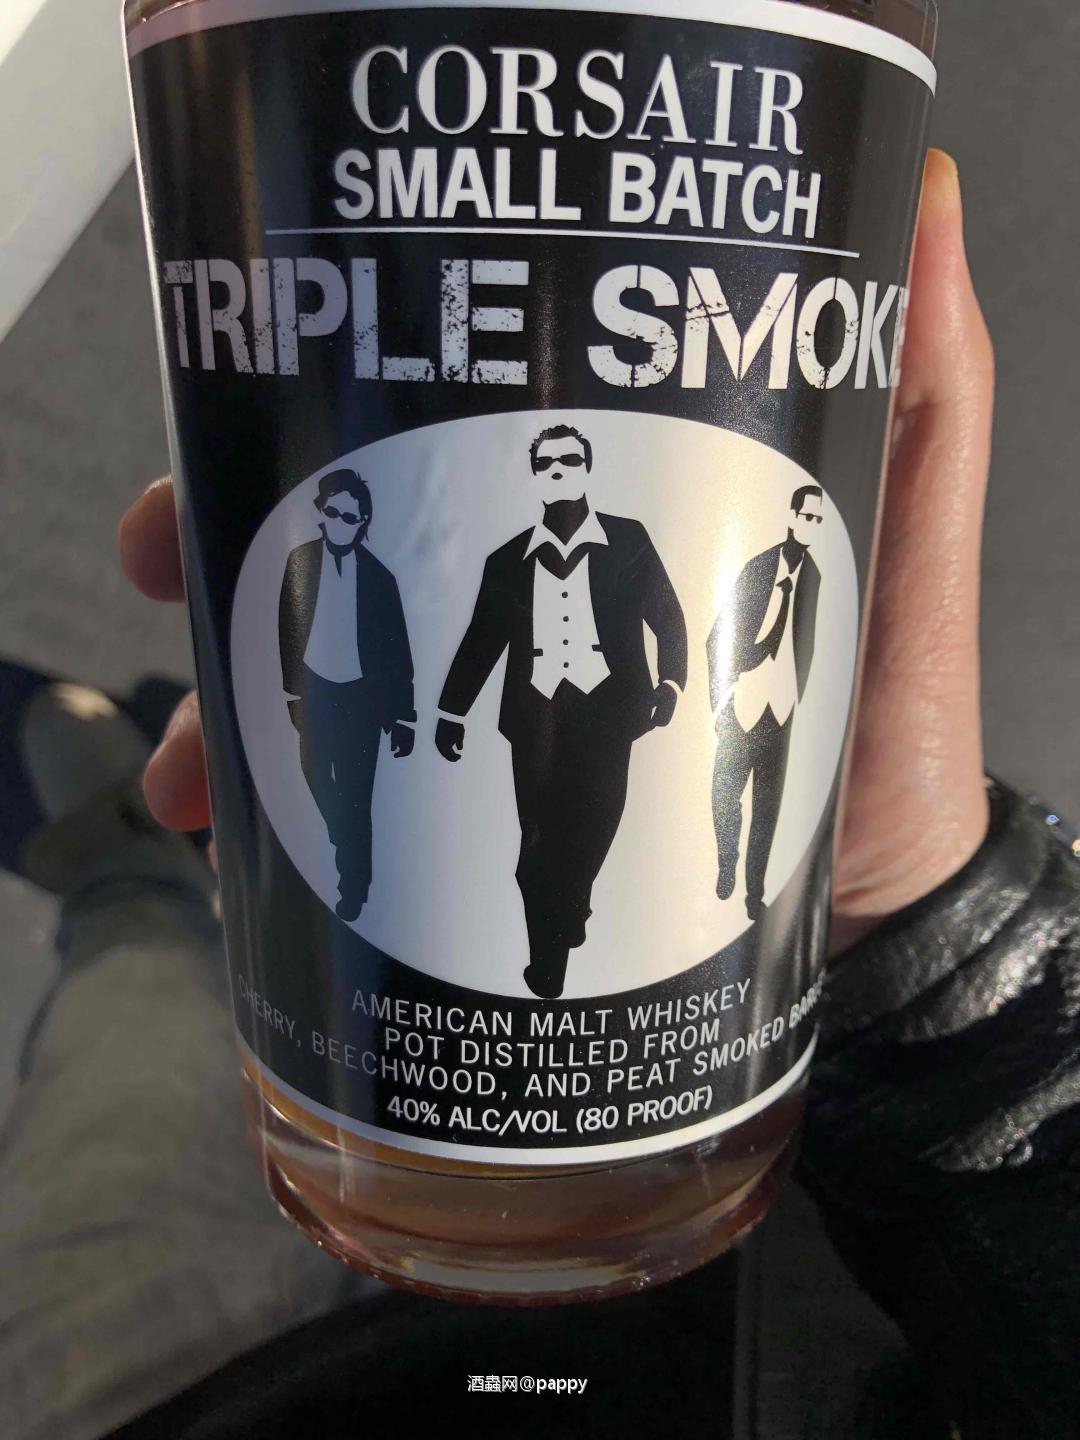 CORSAIR
SMALL BATCH
TRIPLE SMOKE
AMERICAN MALT WHISKEY
POT DISTILLED FROM
CHERRY, BEECHWOOD, AND PEAT SMOKED
40% ALC/VOL (80 PROOF)
酒蟲网@pappy